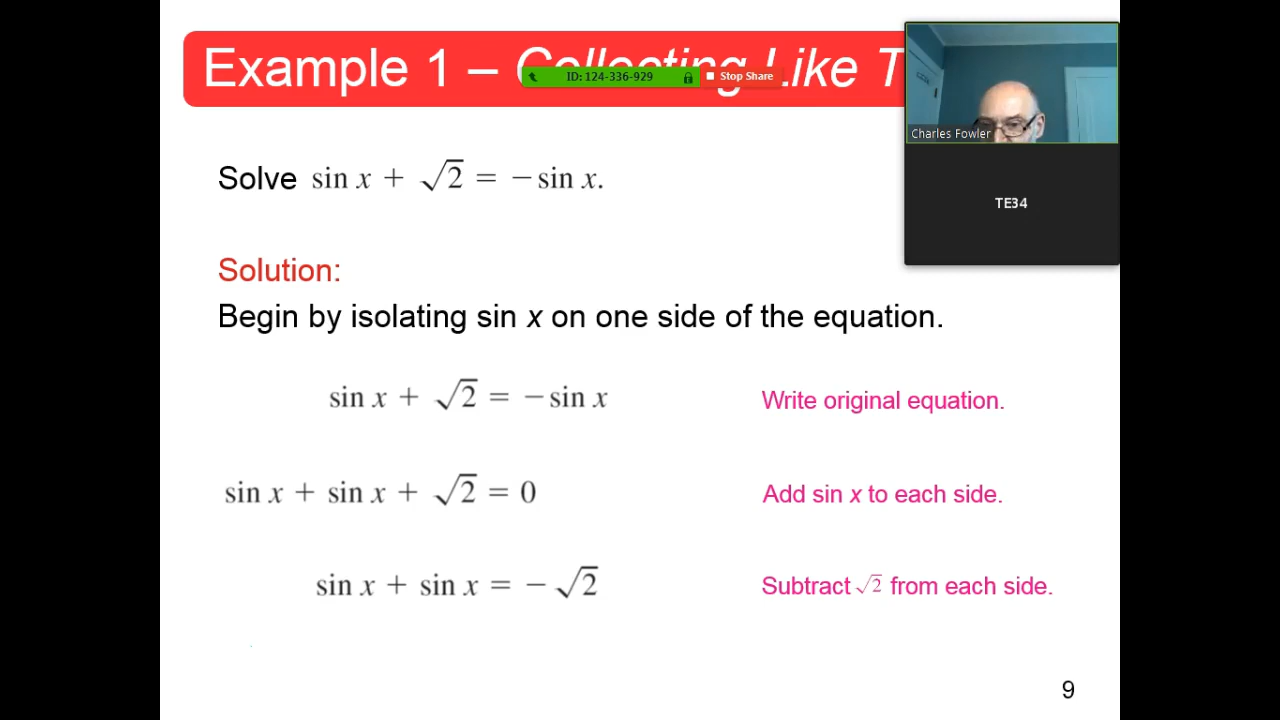 Example 1 – Collecting Like T
ID: 124-336-929 Stop Share
Charles Fowler
TE34
Solve sin x + √2 = −sin x.
Solution:
Begin by isolating sin x on one side of the equation.
sin x + √2 = −sin x Write original equation.
sin x + sin x + √2 = 0 Add sin x to each side.
sin x + sin x = −√2 Subtract √2 from each side.
9